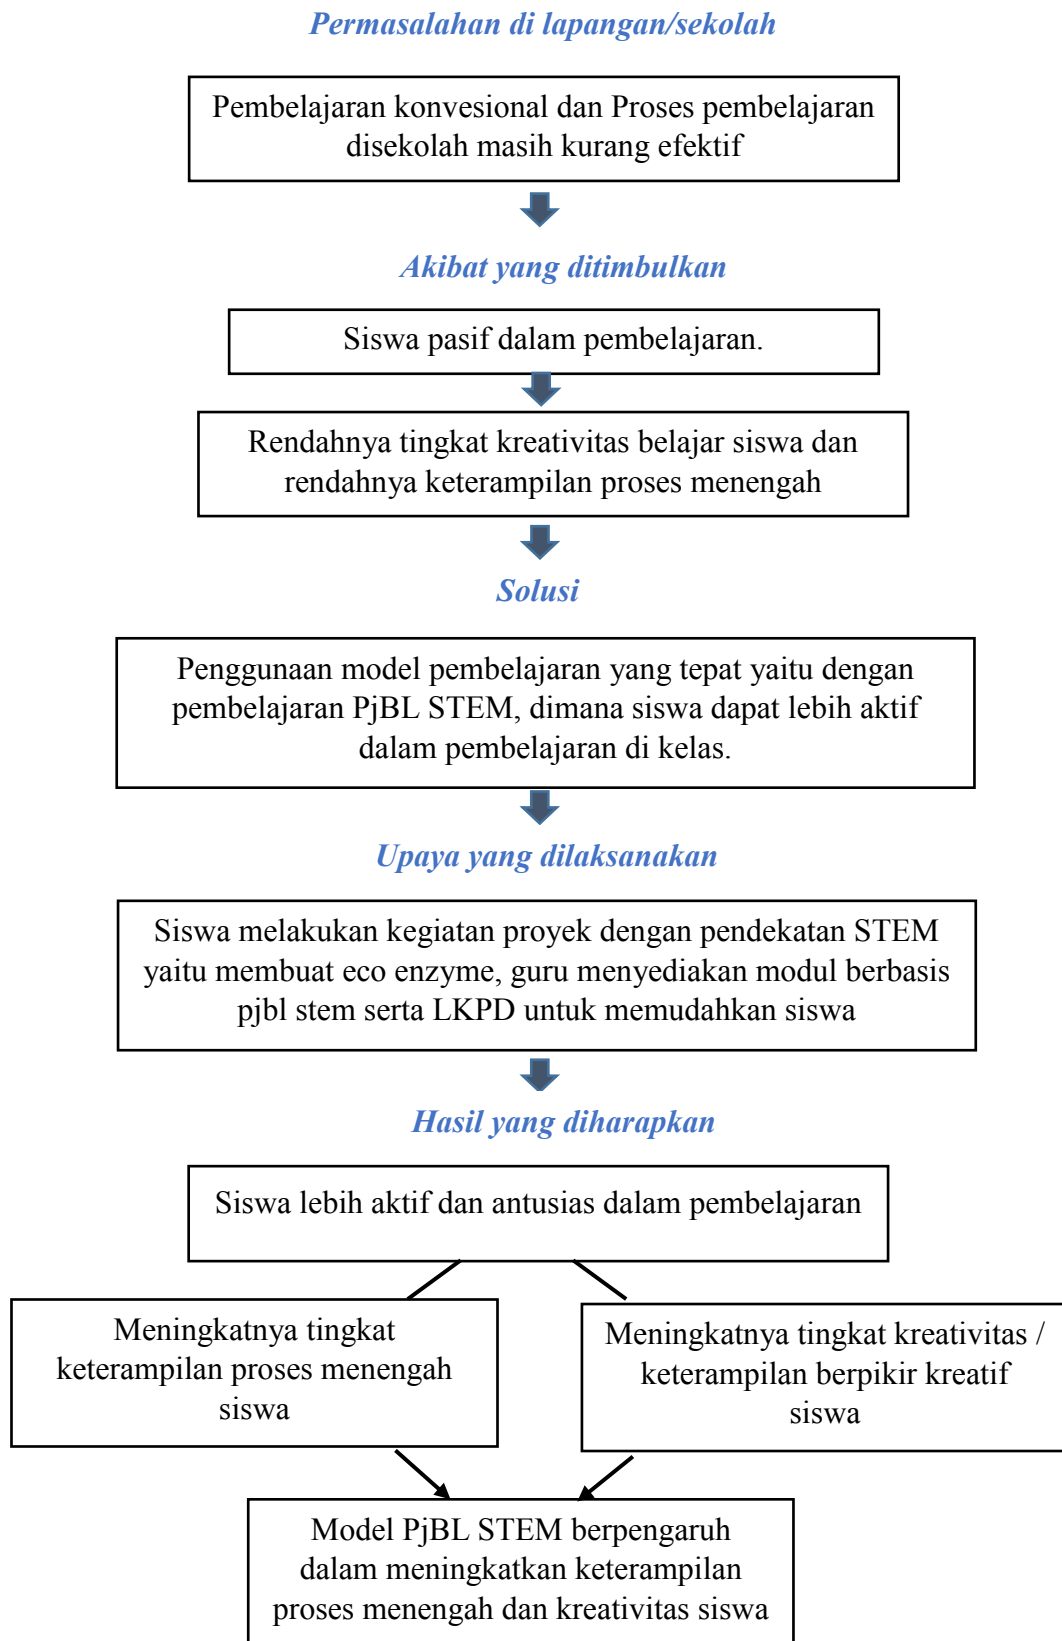 Permasalahan di lapangan/sekolah
Pembelajaran konvesional dan Proses pembelajaran
disekolah masih kurang efektif
Akibat yang ditimbulkan
Siswa pasif dalam pembelajaran.
Rendahnya tingkat kreativitas belajar siswa dan
rendahnya keterampilan proses menengah
Solusi
Penggunaan model pembelajaran yang tepat yaitu dengan
pembelajaran PjBL STEM, dimana siswa dapat lebih aktif
dalam pembelajaran di kelas.
Upaya yang dilaksanakan
Siswa melakukan kegiatan proyek dengan pendekatan STEM
yaitu membuat eco enzyme, guru menyediakan modul berbasis
pjbl stem serta LKPD untuk memudahkan siswa
Hasil yang diharapkan
Siswa lebih aktif dan antusias dalam pembelajaran
Meningkatnya tingkat
keterampilan proses menengah
siswa
Meningkatnya tingkat kreativitas /
keterampilan berpikir kreatif
siswa
Model PjBL STEM berpengaruh
dalam meningkatkan keterampilan
proses menengah dan kreativitas siswa